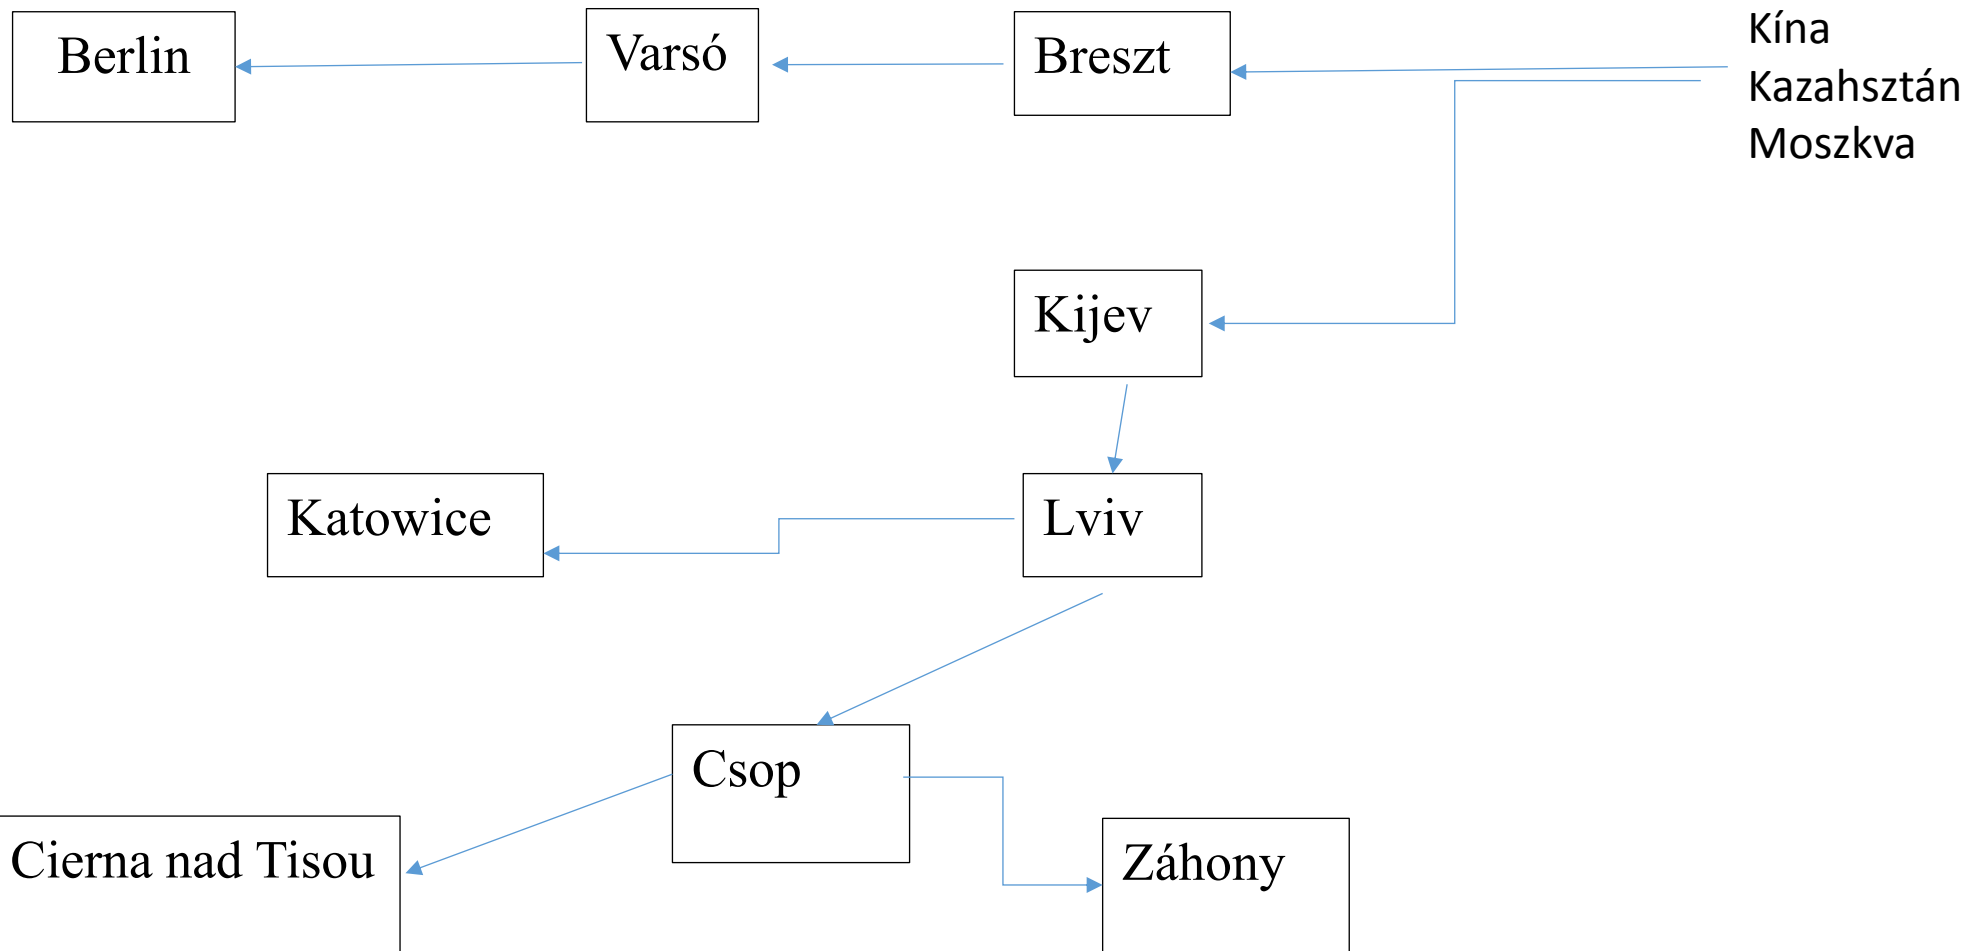 Berlin
Varsó
Breszt
Kína
Kazahsztán
Moszkva
Kijev
Katowice
Lviv
Csop
Cierna nad Tisou
Záhony